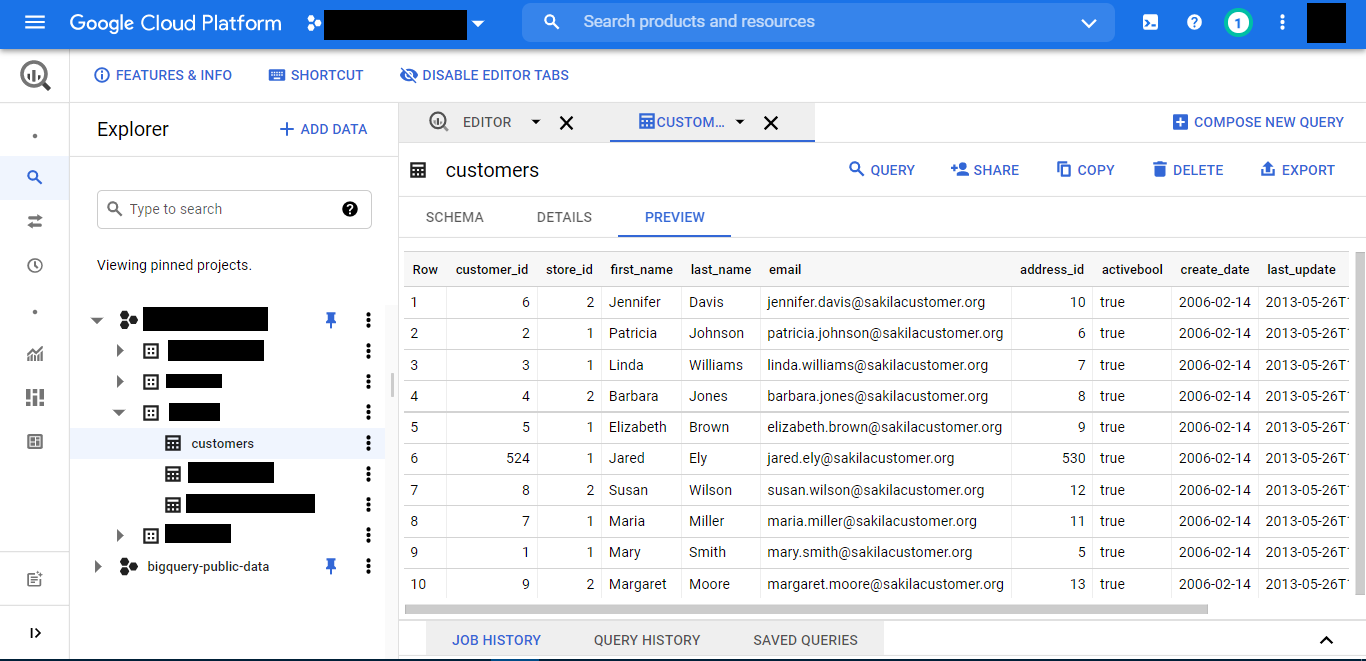 Google Cloud Platform
Search products and resources
1
FEATURES & INFO SHORTCUT DISABLE EDITOR TABS
Explorer
+ ADD DATA
Type to search
Viewing pinned projects.
customers
bigquery-public-data
EDITOR CUSTOM... COMPOSE NEW QUERY
customers QUERY SHARE COPY DELETE EXPORT
SCHEMA DETAILS PREVIEW
Row customer_id store_id first_name last_name email address_id activebool create_date last_update
1 6 2 Jennifer Davis jennifer.davis@sakilacustomer.org 10 true 2006-02-14 2013-05-26T
2 2 1 Patricia Johnson patricia.johnson@sakilacustomer.org 6 true 2006-02-14 2013-05-26T
3 3 1 Linda Williams linda.williams@sakilacustomer.org 7 true 2006-02-14 2013-05-26T
4 4 2 Barbara Jones barbara.jones@sakilacustomer.org 8 true 2006-02-14 2013-05-26T
5 5 1 Elizabeth Brown elizabeth.brown@sakilacustomer.org 9 true 2006-02-14 2013-05-26T
6 524 1 Jared Ely jared.ely@sakilacustomer.org 530 true 2006-02-14 2013-05-26T
7 8 2 Susan Wilson susan.wilson@sakilacustomer.org 12 true 2006-02-14 2013-05-26T
8 7 1 Maria Miller maria.miller@sakilacustomer.org 11 true 2006-02-14 2013-05-26T
9 1 1 Mary Smith mary.smith@sakilacustomer.org 5 true 2006-02-14 2013-05-26T
10 9 2 Margaret Moore margaret.moore@sakilacustomer.org 13 true 2006-02-14 2013-05-26T
JOB HISTORY QUERY HISTORY SAVED QUERIES